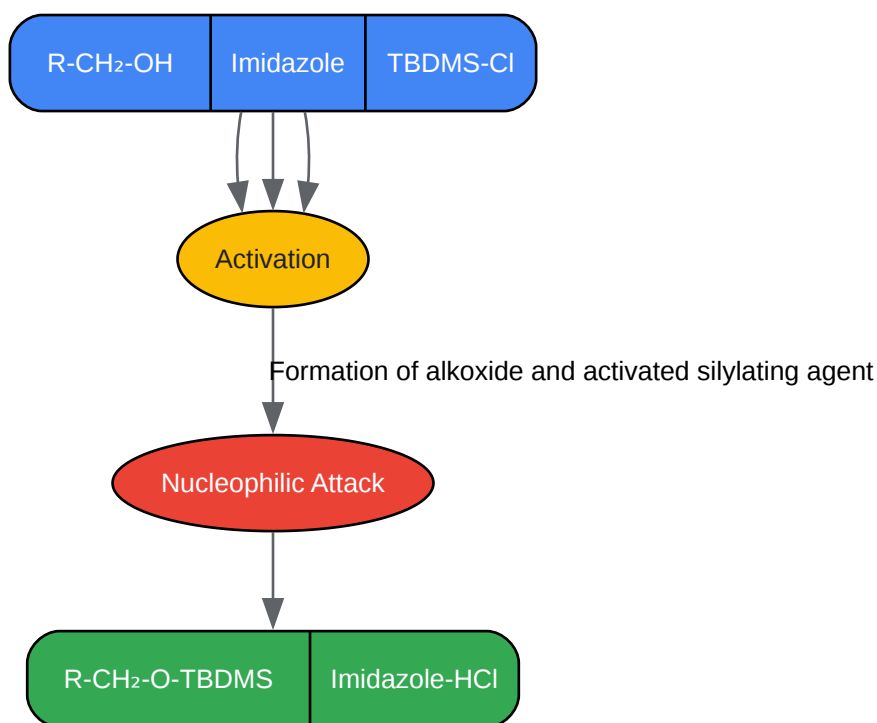 R-CH₂-OH Imidazole TBDMS-Cl
Activation
Formation of alkoxide and activated silylating agent
Nucleophilic Attack
R-CH₂-O-TBDMS Imidazole-HCl